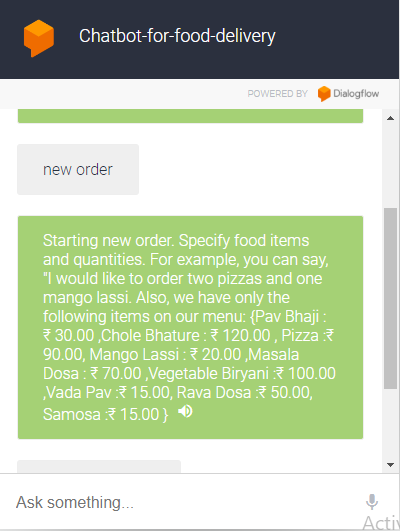 Chatbot-for-food-delivery
POWERED BY Dialogflow
new order
Starting new order. Specify food items
and quantities. For example, you can say,
"I would like to order two pizzas and one
mango lassi. Also, we have only the
following items on our menu: {Pav Bhaji :
₹ 30.00 ,Chole Bhature : ₹ 120.00 , Pizza :₹
90.00, Mango Lassi : ₹ 20.00 ,Masala
Dosa : ₹ 70.00 ,Vegetable Biryani :₹ 100.00
,Vada Pav :₹ 15.00, Rava Dosa :₹ 50.00,
Samosa :₹ 15.00 }
Ask something...
Activ